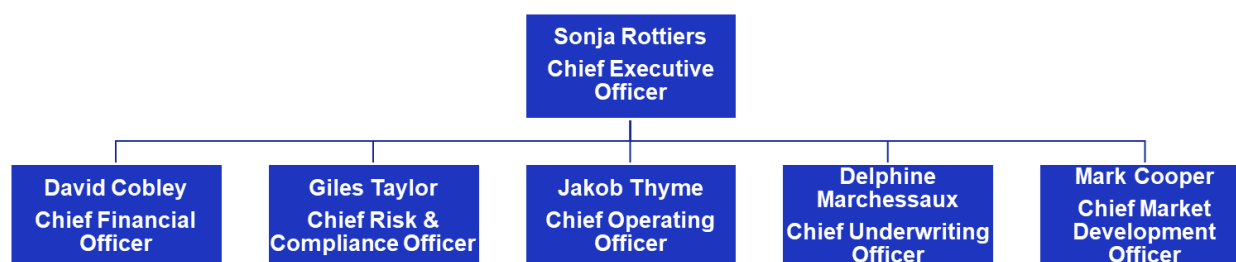 Sonja Rottiers
Chief Executive
Officer
David Cobley
Chief Financial
Officer
Giles Taylor
Chief Risk &
Compliance Officer
Jakob Thyme
Chief Operating
Officer
Delphine
Marchessaux
Chief Underwriting
Officer
Mark Cooper
Chief Market
Development
Officer